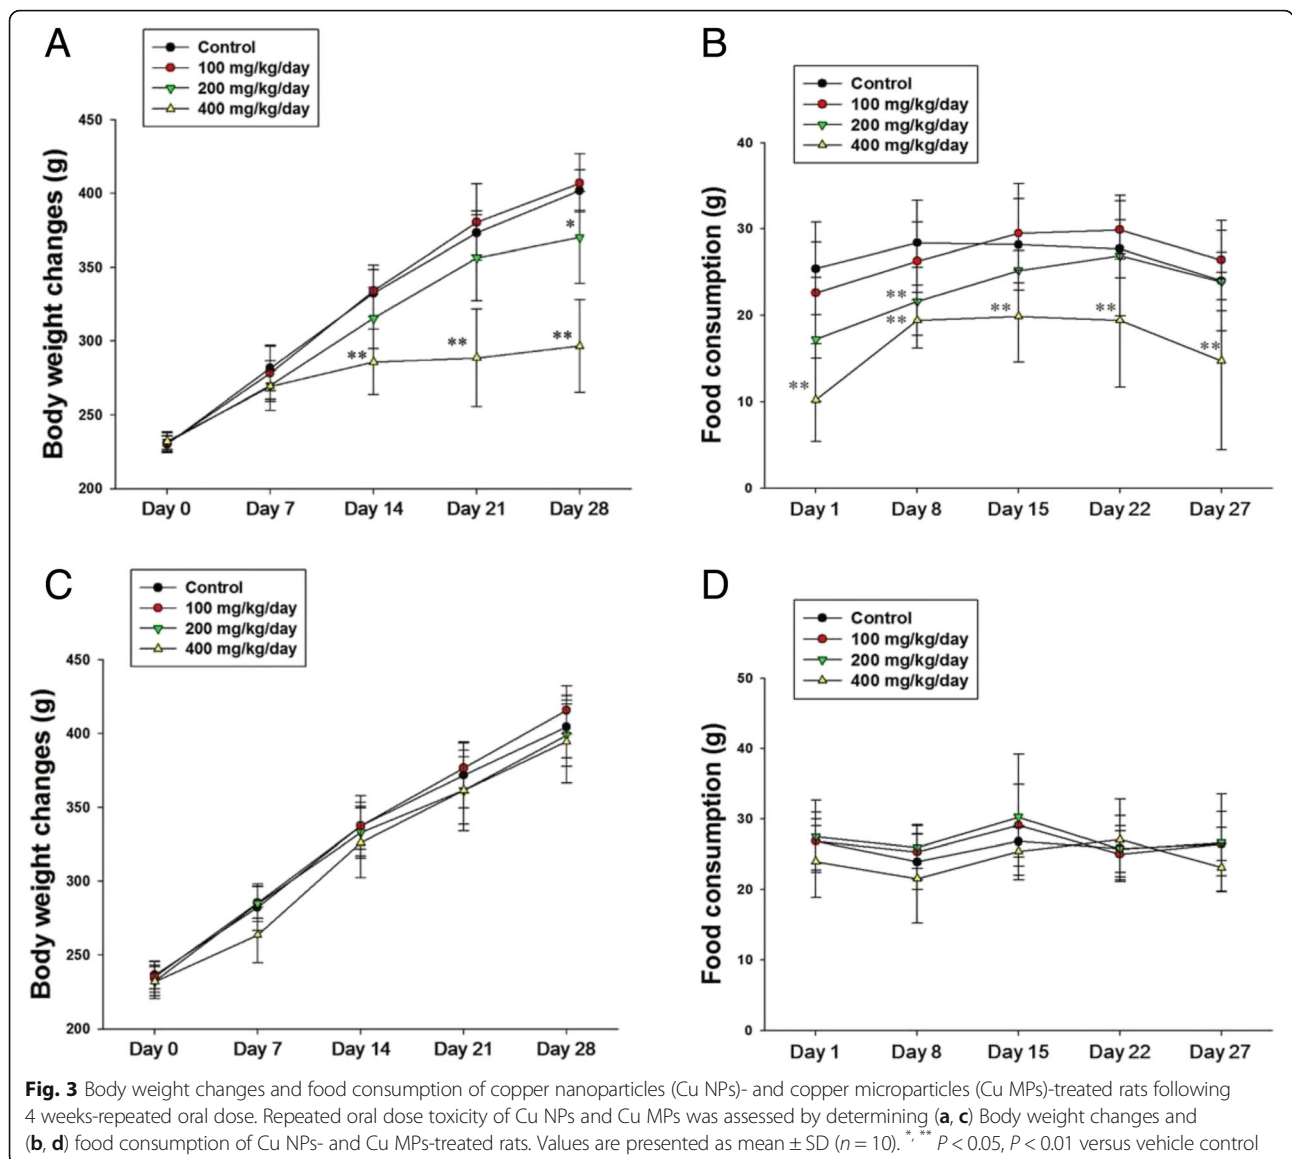 A
Control
100 mg/kg/day
200 mg/kg/day
400 mg/kg/day
Body weight changes (g)
450
400
350
300
250
200
*
**
**
**
Day 0
Day 7
Day 14
Day 21
Day 28
B
Control
100 mg/kg/day
200 mg/kg/day
400 mg/kg/day
Food consumption (g)
40
30
20
10
0
**
**
**
**
**
**
Day 1
Day 8
Day 15
Day 22
Day 27
C
Control
100 mg/kg/day
200 mg/kg/day
400 mg/kg/day
Body weight changes (g)
450
400
350
300
250
200
Day 0
Day 7
Day 14
Day 21
Day 28
D
Control
100 mg/kg/day
200 mg/kg/day
400 mg/kg/day
Food consumption (g)
50
40
30
20
10
0
Day 1
Day 8
Day 15
Day 22
Day 27
Fig. 3 Body weight changes and food consumption of copper nanoparticles (Cu NPs)- and copper microparticles (Cu MPs)-treated rats following
4 weeks-repeated oral dose. Repeated oral dose toxicity of Cu NPs and Cu MPs was assessed by determining (a, c) Body weight changes and
(b, d) food consumption of Cu NPs- and Cu MPs-treated rats. Values are presented as mean ± SD (n = 10). *, ** P < 0.05, P < 0.01 versus vehicle control